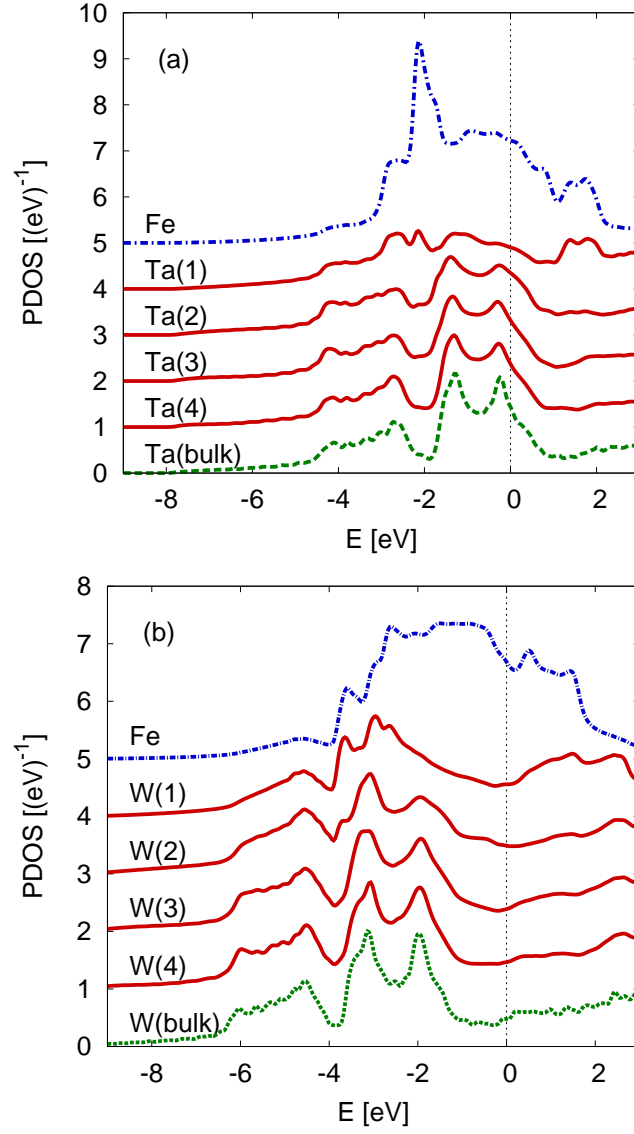 (a)
PDOS [(eV)⁻¹]
10
9
8
7
6
5
4
3
2
1
0
Fe
Ta(1)
Ta(2)
Ta(3)
Ta(4)
Ta(bulk)
-8 -6 -4 -2 0 2
E [eV]
(b)
PDOS [(eV)⁻¹]
8
7
6
5
4
3
2
1
0
Fe
W(1)
W(2)
W(3)
W(4)
W(bulk)
-8 -6 -4 -2 0 2
E [eV]